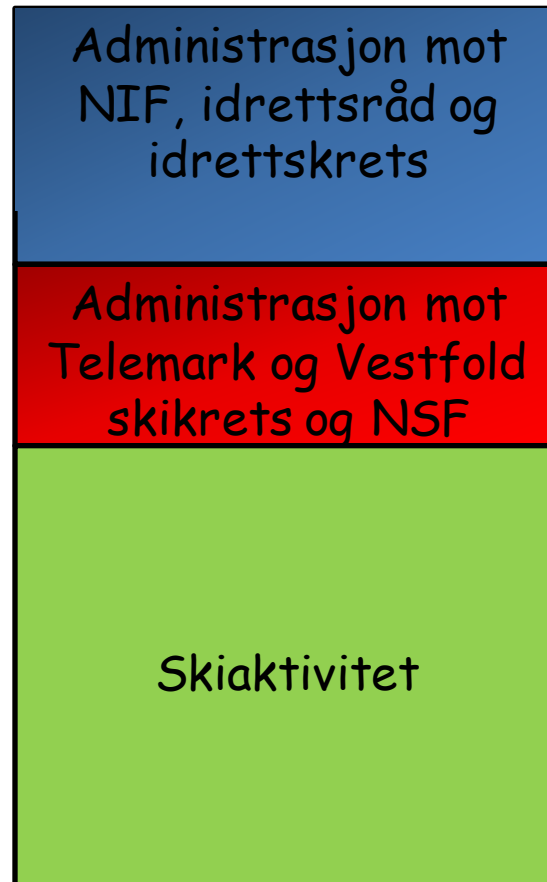 Administrasjon mot
NIF, idrettsråd og
idrettskrets
Administrasjon mot
Telemark og Vestfold
skikrets og NSF
Skiaktivitet